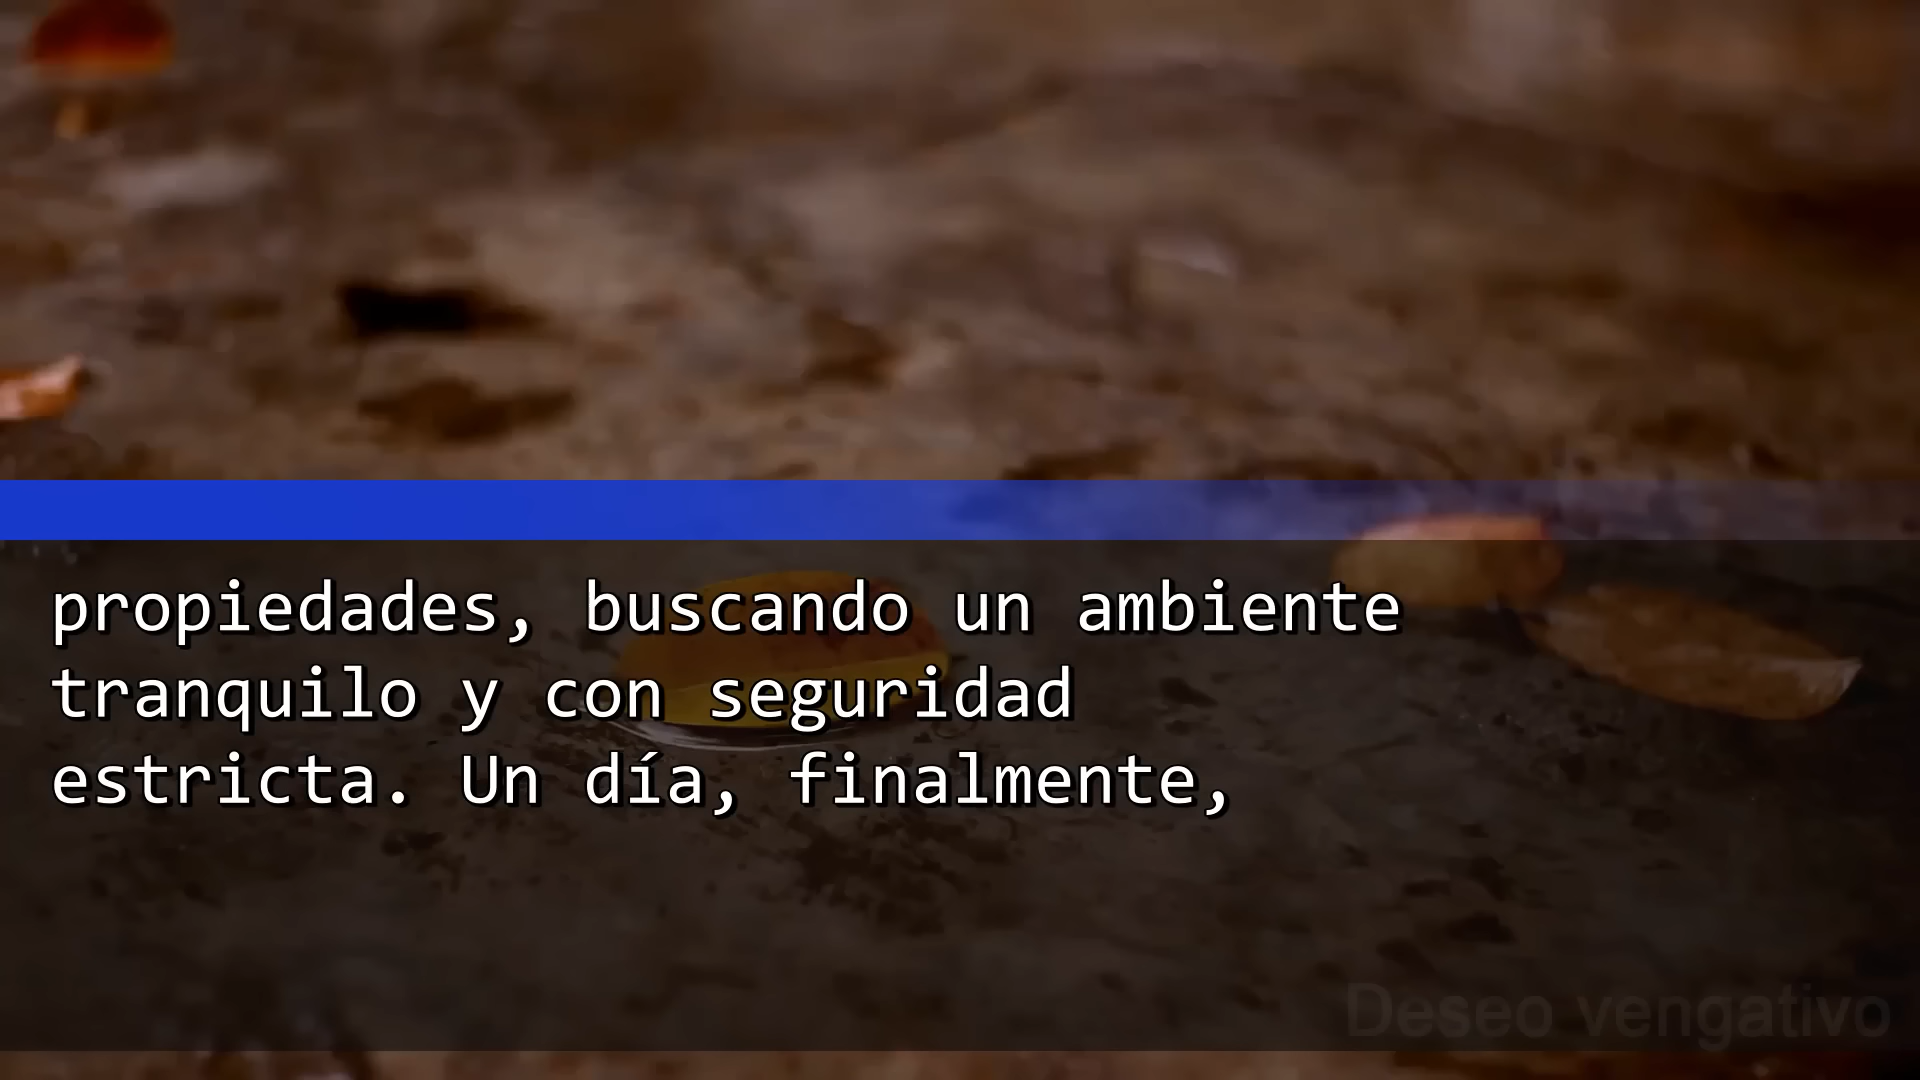 propiedades, buscando un ambiente
tranquilo y con seguridad
estricta. Un día, finalmente,
Deseo vengativo